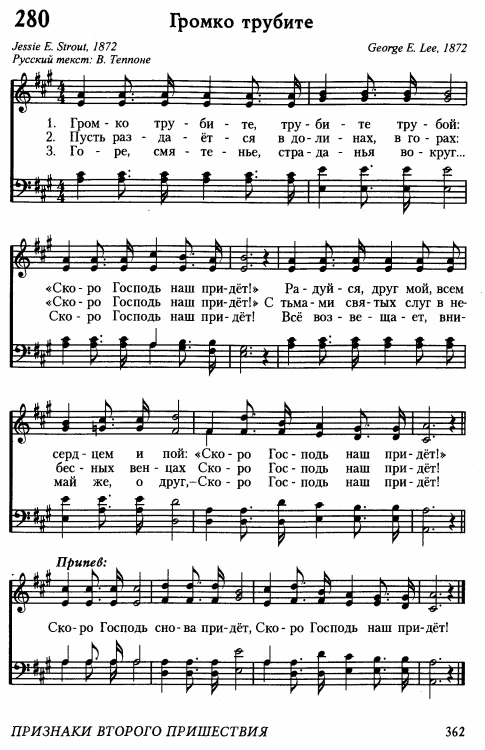 280 Громко трубите
Jessie E. Strout, 1872 George E. Lee, 1872
Русский текст: В. Теппоне
1. Гром - ко тру - би - те, тру - би - те тру - бой:
2. Пусть раз - да - ёт - ся в до - ли - нах, в го - рах:
3. Го - ре, смя - те - нье, стра - да - нья во - круг...
«Ско - ро Господь наш при - дёт!» Ра - дуй - ся, друг мой, всем
«Ско - ро Господь наш при - дёт!» С тьма - ми свя - тых слуг в не -
Ско - ро Господь наш при - дёт! Всё воз - ве - ща - ет, вни -
серд - цем и пой: «Ско - ро Гос - подь наш при - дёт!»
бес - ных вен - цах Ско - ро Гос - подь наш при - дёт!
май же, о друг,– Ско - ро Гос - подь наш при - дёт!
Припев:
Ско - ро Господь сно - ва при - дёт, Ско - ро Господь наш при - дёт!
ПРИЗНАКИ ВТОРОГО ПРИШЕСТВИЯ 362